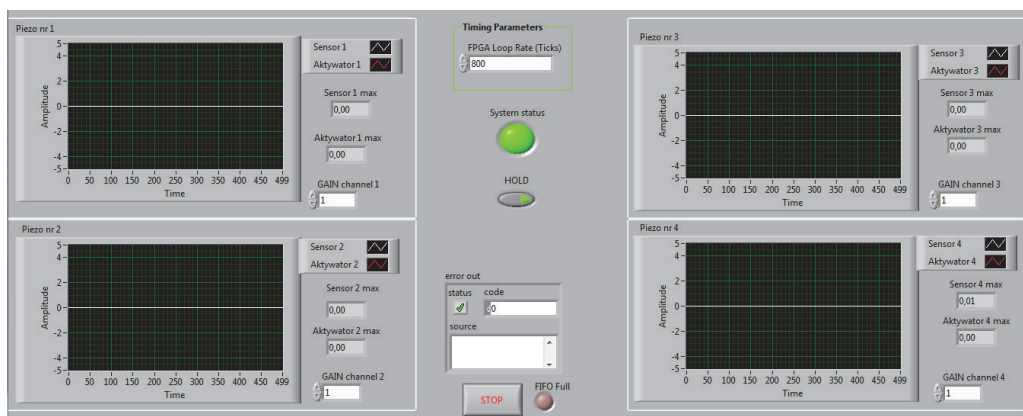 Piezo nr 1
Amplitude
5
4
2
0
-2
-4
-5
0 50 100 150 200 250 300 350 400 450 499
Time
Sensor 1
Aktywator 1
Sensor 1 max
0,00
Aktywator 1 max
0,00
GAIN channel 1
1
Piezo nr 2
Amplitude
5
4
2
0
-2
-4
-5
0 50 100 150 200 250 300 350 400 450 499
Time
Sensor 2
Aktywator 2
Sensor 2 max
0,00
Aktywator 2 max
0,00
GAIN channel 2
1
Timing Parameters
FPGA Loop Rate (Ticks)
800
System status
HOLD
error out
status code
0
source
STOP
FIFO Full
Piezo nr 3
Amplitude
5
4
2
0
-2
-4
-5
0 50 100 150 200 250 300 350 400 450 499
Time
Sensor 3
Aktywator 3
Sensor 3 max
0,00
Aktywator 3 max
0,00
GAIN channel 3
1
Piezo nr 4
Amplitude
5
4
2
0
-2
-4
-5
0 50 100 150 200 250 300 350 400 450 499
Time
Sensor 4
Aktywator 4
Sensor 4 max
0,01
Aktywator 4 max
0,00
GAIN channel 4
1